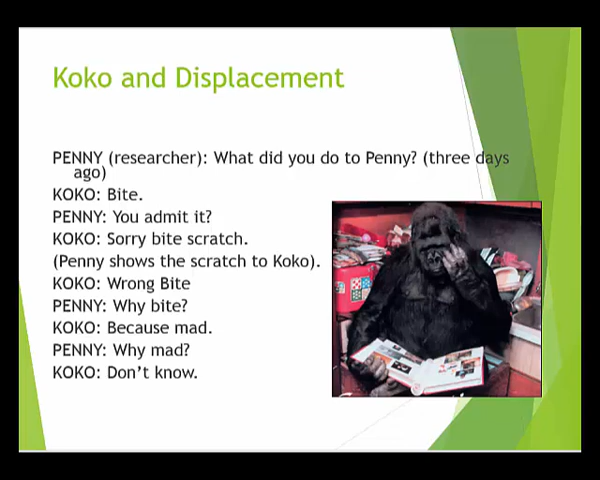 Koko and Displacement
PENNY (researcher): What did you do to Penny? (three days
ago)
KOKO: Bite.
PENNY: You admit it?
KOKO: Sorry bite scratch.
(Penny shows the scratch to Koko).
KOKO: Wrong Bite
PENNY: Why bite?
KOKO: Because mad.
PENNY: Why mad?
KOKO: Don't know.